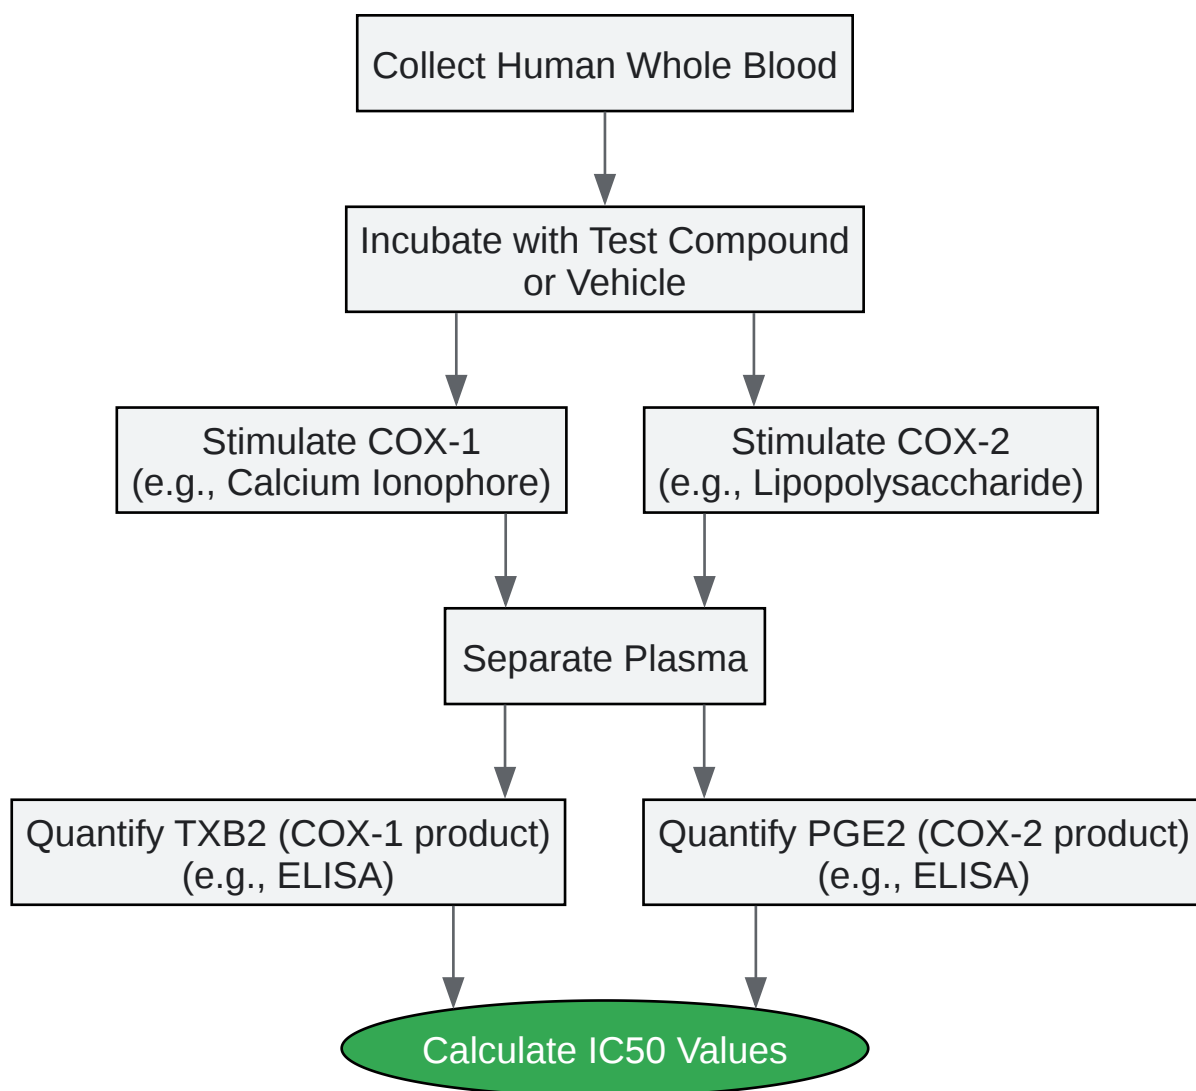 Collect Human Whole Blood
Incubate with Test Compound
or Vehicle
Stimulate COX-1
(e.g., Calcium Ionophore)
Stimulate COX-2
(e.g., Lipopolysaccharide)
Separate Plasma
Quantify TXB2 (COX-1 product)
(e.g., ELISA)
Quantify PGE2 (COX-2 product)
(e.g., ELISA)
Calculate IC50 Values